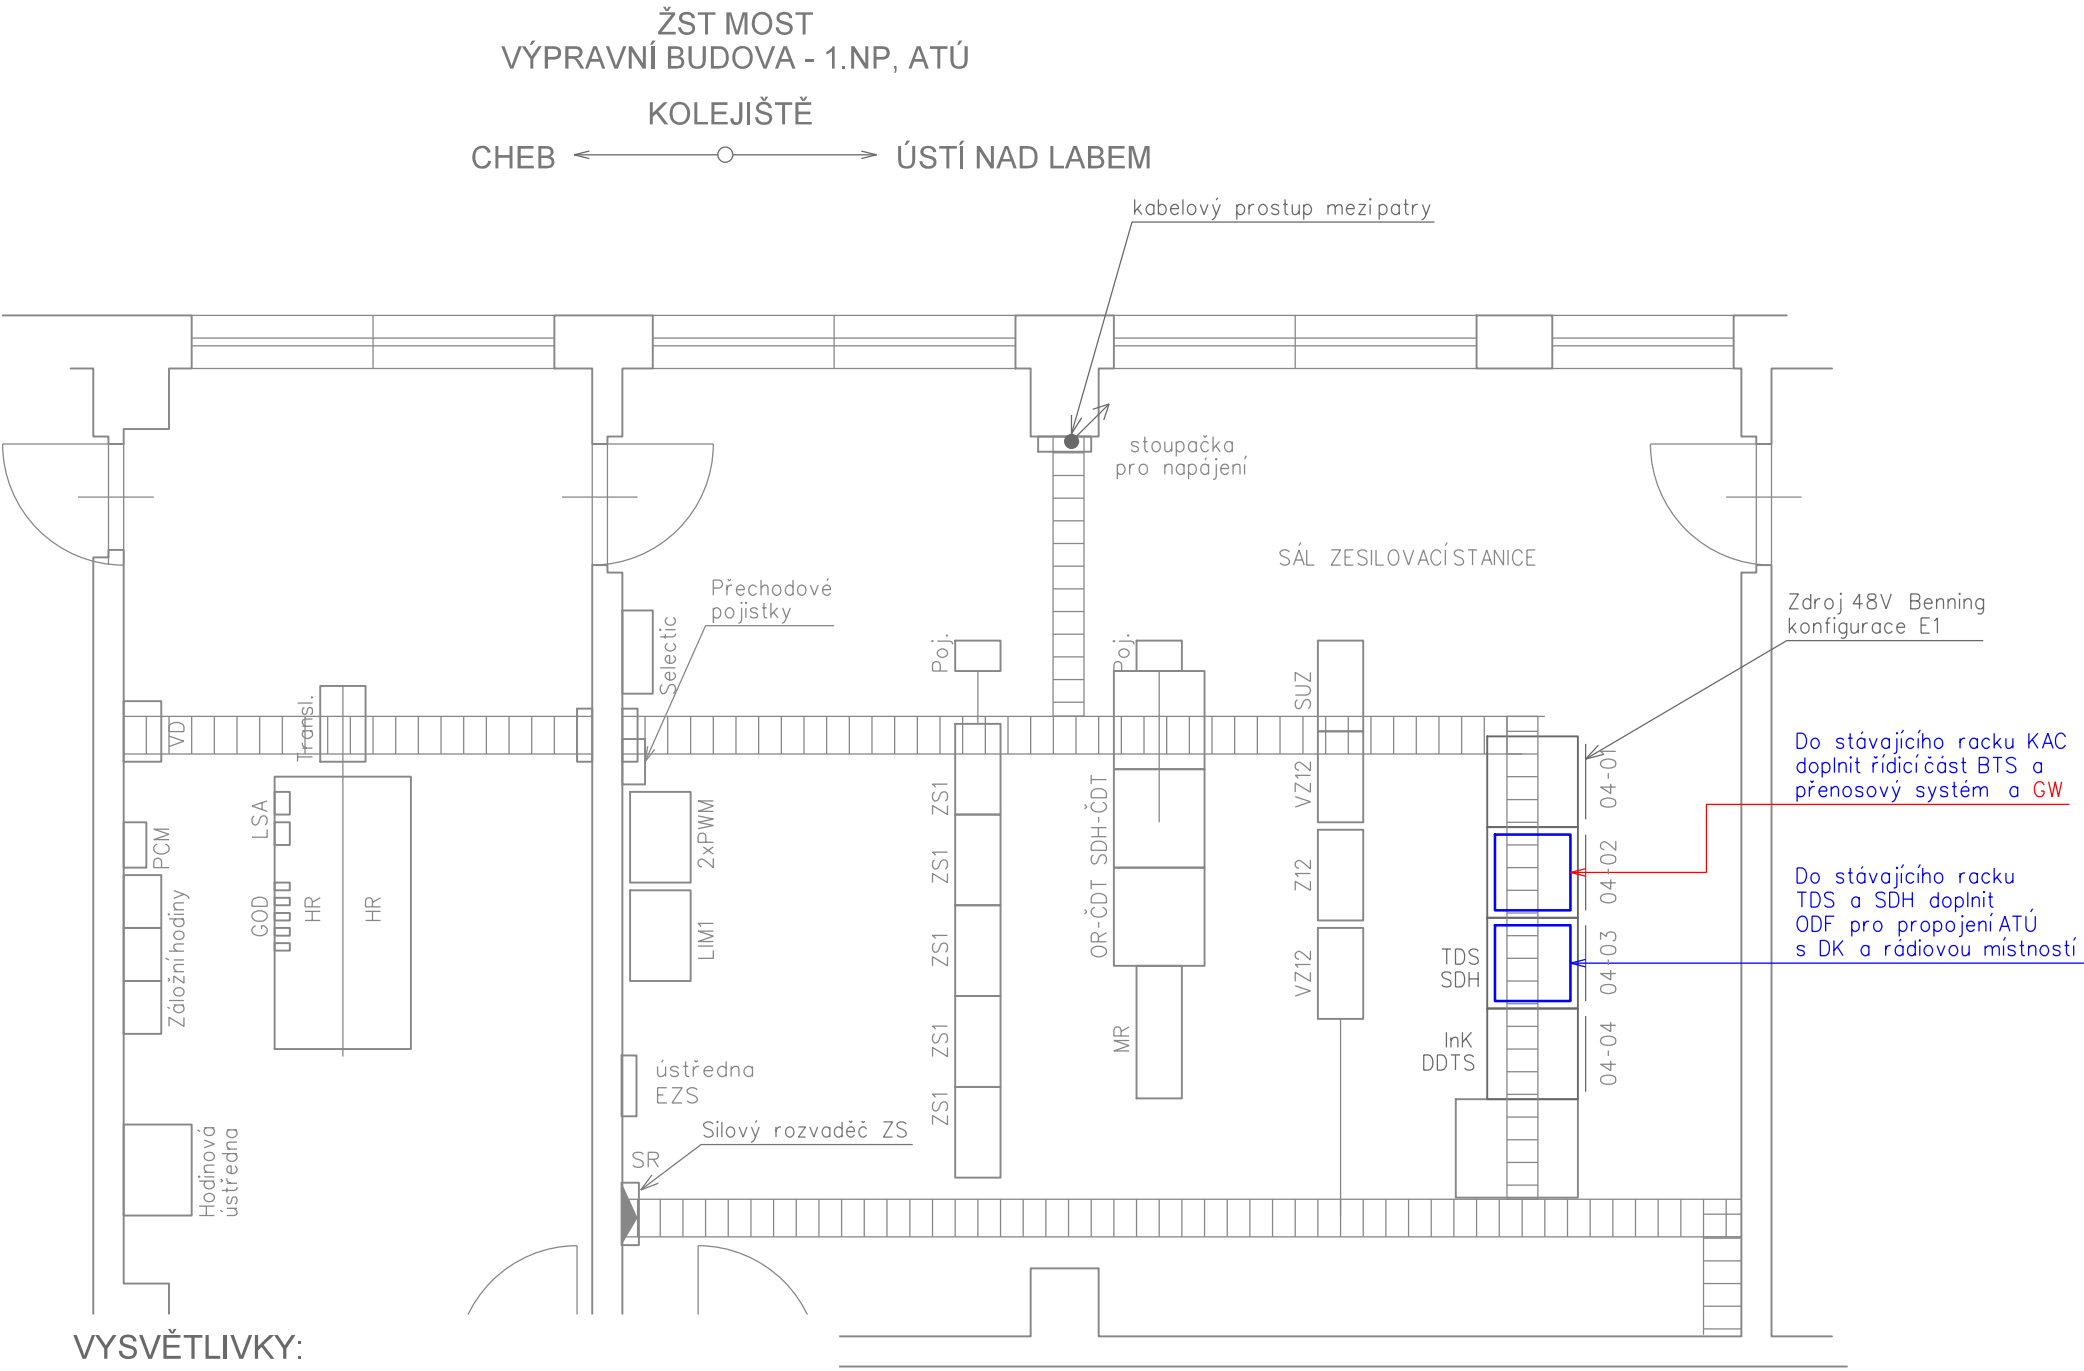 ŽST MOST
VÝPRAVNÍ BUDOVA - 1.NP, ATÚ
KOLEJIŠTĚ
CHEB
ÚSTÍ NAD LABEM
kabelový prostup mezi patry
stoupačka
pro napájení
SÁL ZESILOVACÍ STANICE
Přechodové
pojistky
Zdroj 48V Benning
konfigurace E1
Do stávajícího racku KAC
doplnit řídicí část BTS a
přenosový systém a GW
Do stávajícího racku
TDS a SDH doplnit
ODF pro propojení ATÚ
s DK a rádiovou místností
VD
Transl.
Selectic
Poj.
Poj.
SUZ
PCM
LSA
GOD
HR
HR
Záložní hodiny
Hodinová
ústředna
2xPWM
LIM1
ústředna
EZS
SR
Silový rozvaděč ZS
ZS1
ZS1
ZS1
ZS1
ZS1
OR-ČDT SDH-ČDT
MR
VZ12
Z12
VZ12
TDS
SDH
InK
DDTS
04-01
04-02
04-03
04-04
VYSVĚTLIVKY: